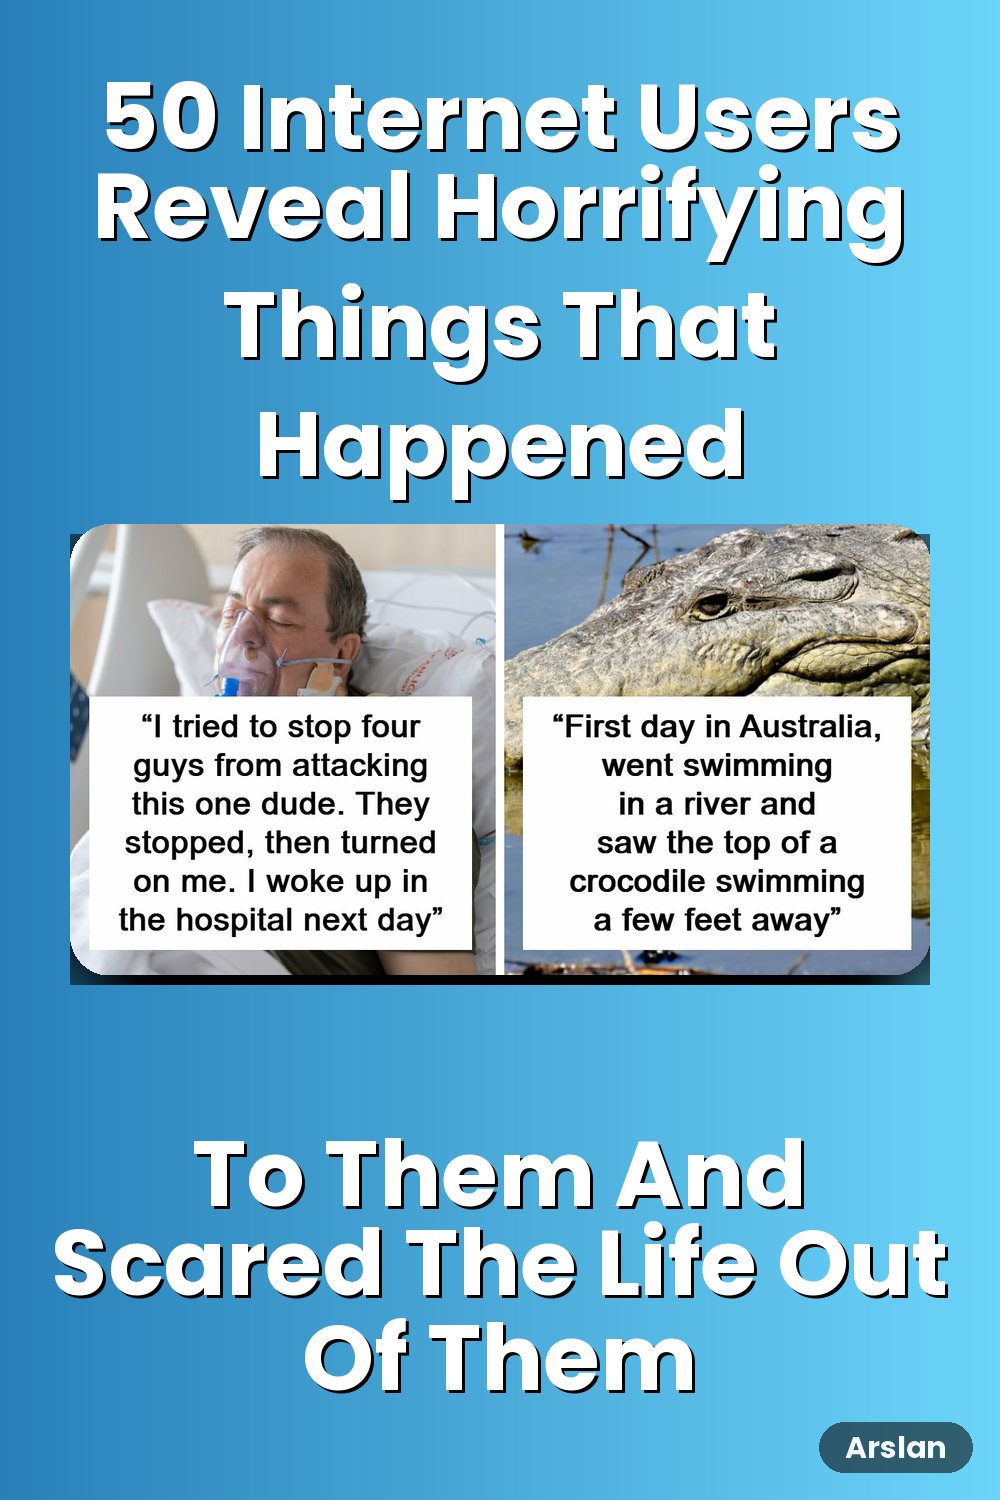 50 Internet Users
Reveal Horrifying
Things That
Happened
“I tried to stop four
guys from attacking
this one dude. They
stopped, then turned
on me. I woke up in
the hospital next day”
“First day in Australia,
went swimming
in a river and
saw the top of a
crocodile swimming
a few feet away”
To Them And
Scared The Life Out
Of Them
Arslan